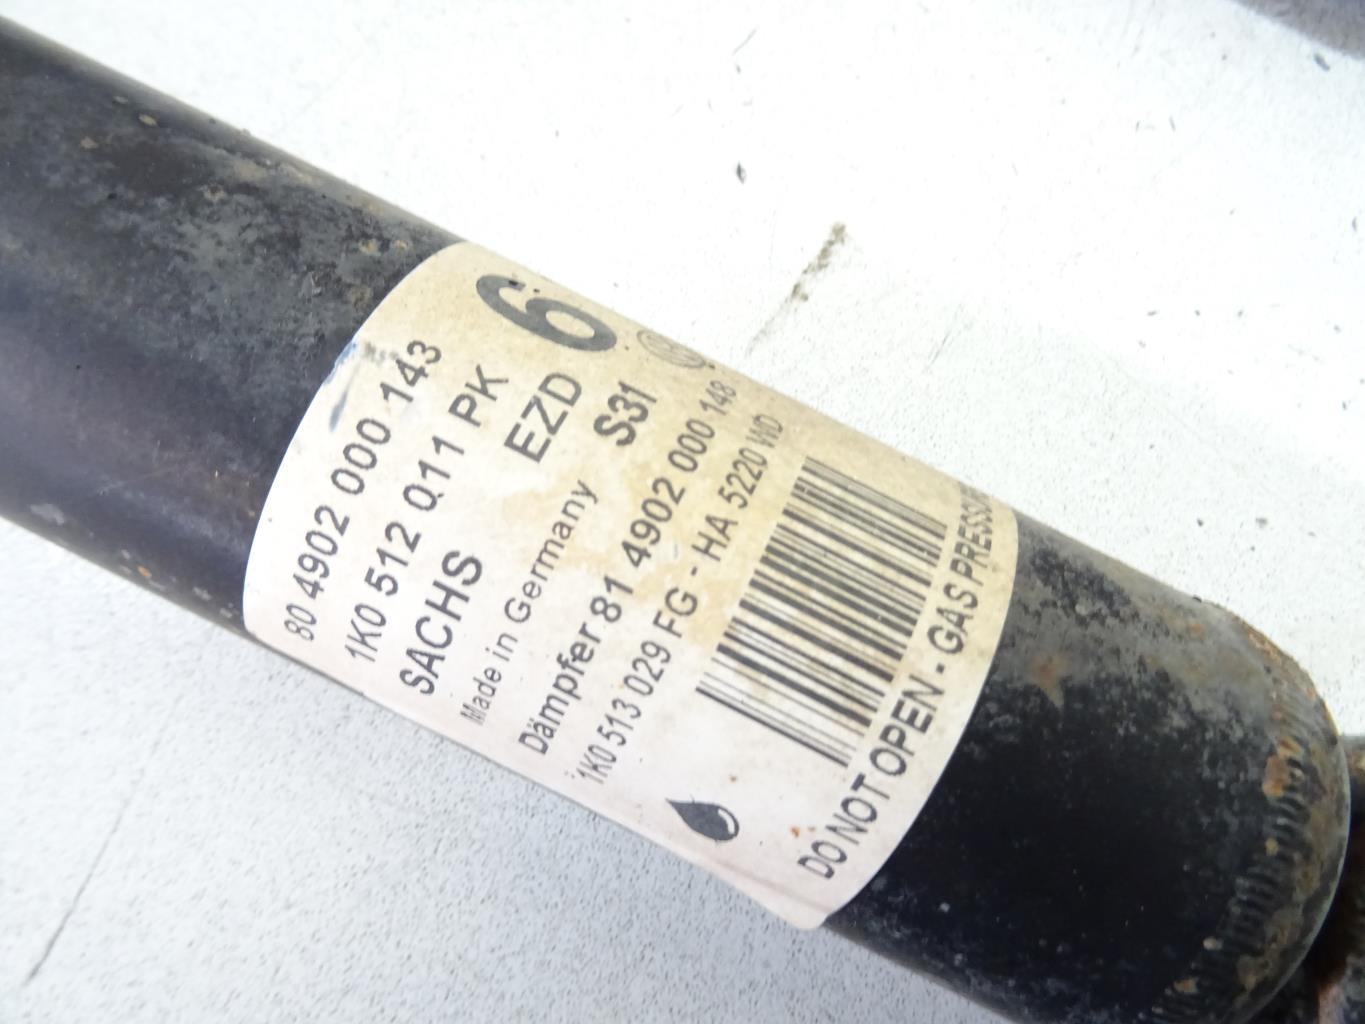 80 4902 000 143
1K0 512 011 PK 6
SACHS EZD
Made in Germany S31
Dämpfer 81 4902 000 148
1K0 513 029 FG - HA 5220 WD
DO NOT OPEN - GAS